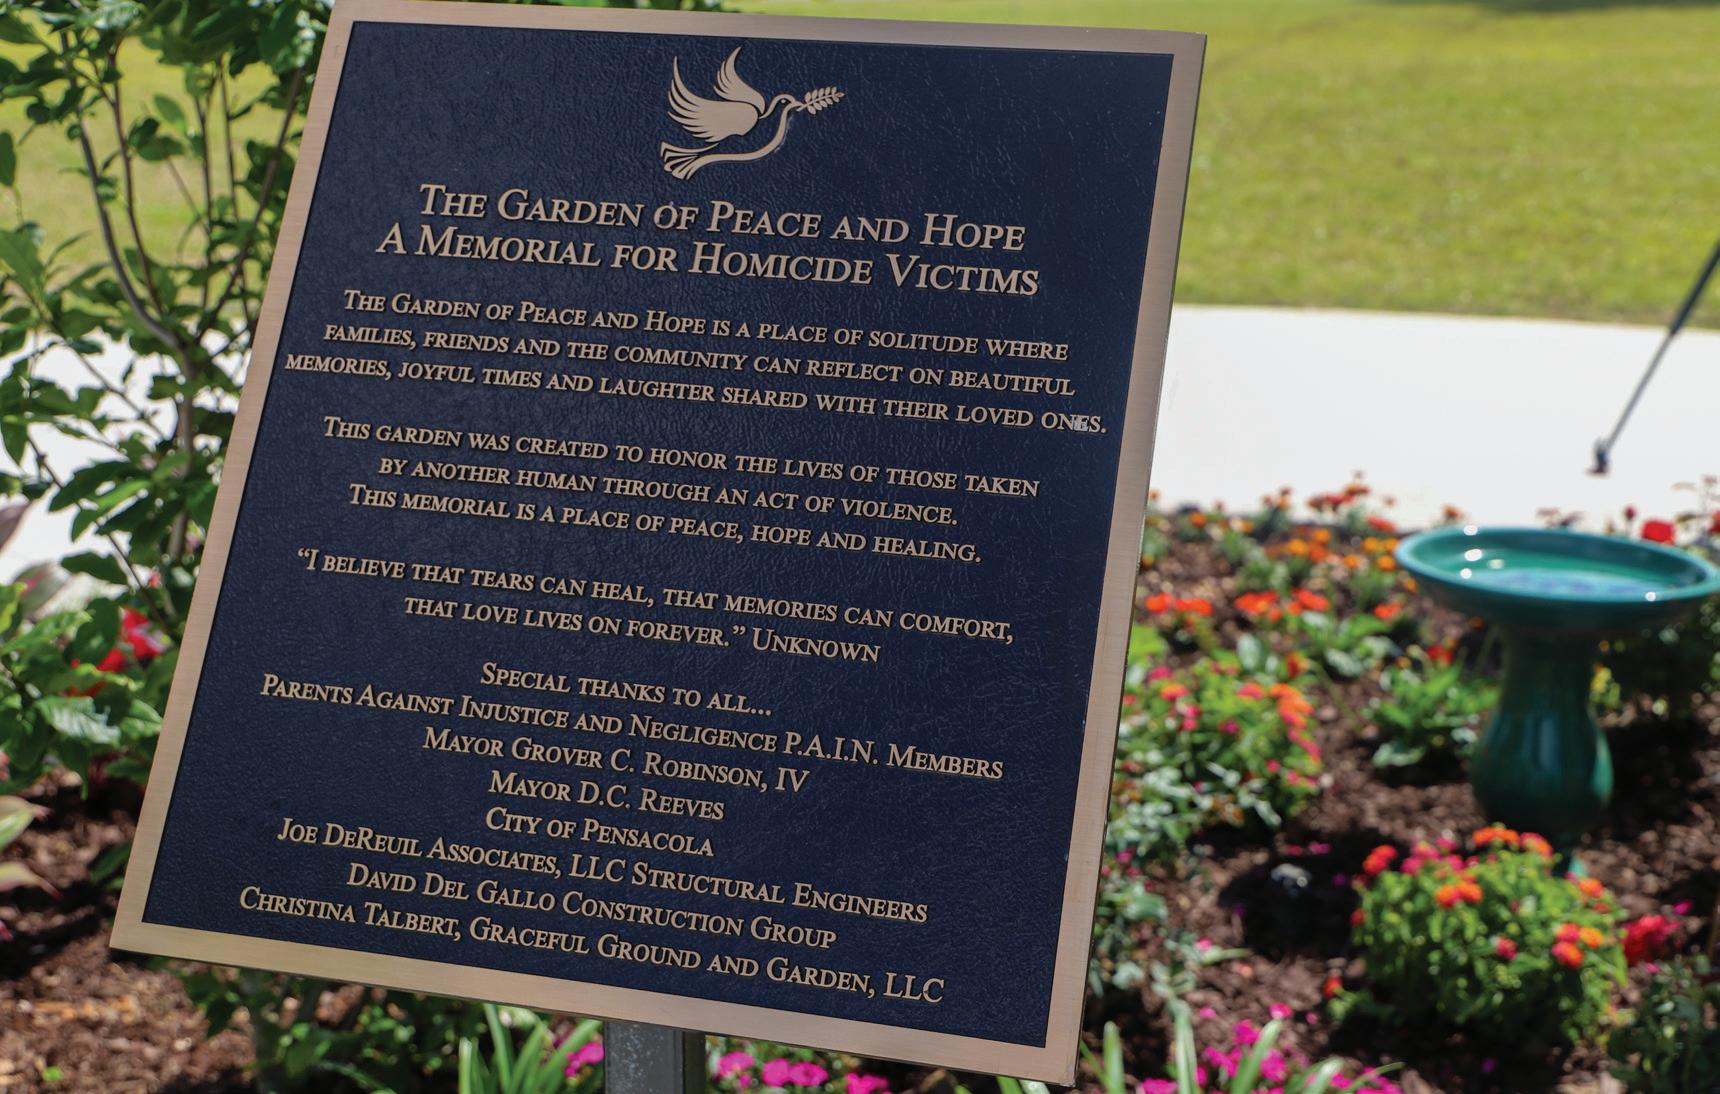 The Garden of Peace and Hope
A Memorial for Homicide Victims
The Garden of Peace and Hope is a place of solitude where
families, friends and the community can reflect on beautiful
memories, joyful times and laughter shared with their loved ones.
This garden was created to honor the lives of those taken
by another human through an act of violence.
This memorial is a place of peace, hope and healing.
“I believe that tears can heal, that memories can comfort,
that love lives on forever.” Unknown
Special thanks to all...
Parents Against Injustice and Negligence P.A.I.N. Members
Mayor Grover C. Robinson, IV
Mayor D.C. Reeves
City of Pensacola
Joe DeReuil Associates, LLC Structural Engineers
David Del Gallo Construction Group
Christina Talbert, Graceful Ground and Garden, LLC